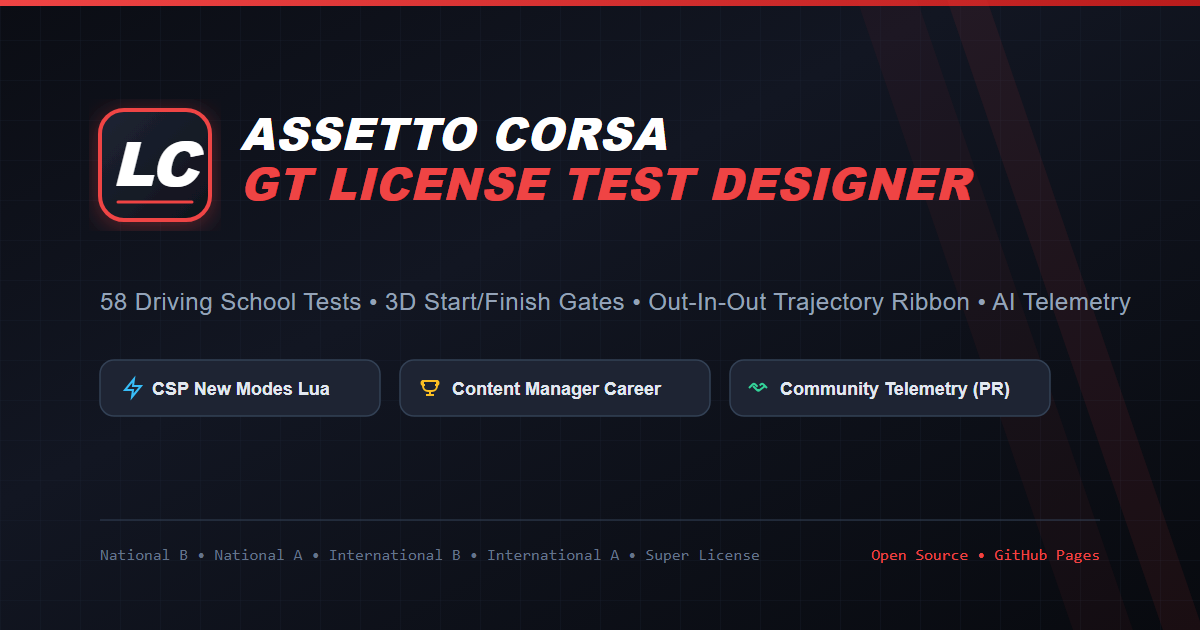 LC
ASSETTO CORSA
GT LICENSE TEST DESIGNER
58 Driving School Tests • 3D Start/Finish Gates • Out-In-Out Trajectory Ribbon • AI Telemetry
CSP New Modes Lua
Content Manager Career
Community Telemetry (PR)
National B • National A • International B • International A • Super License
Open Source • GitHub Pages